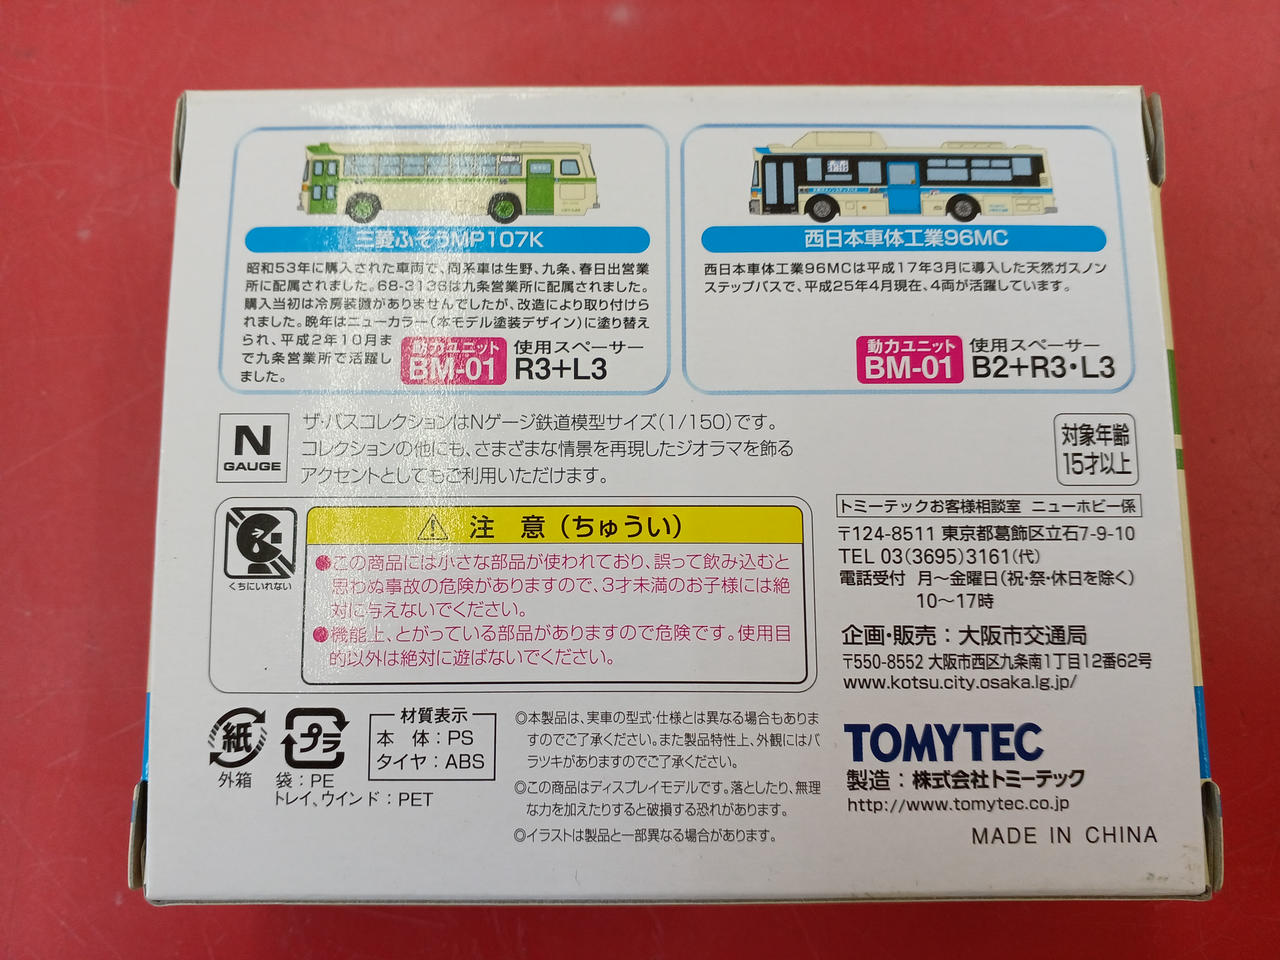 三菱ふそうMP107K
昭和53年に購入された車両で、同系車は生野、九条、春日出営業
所に配属されました。68-3136は九条営業所に配属されました。
購入当初は冷房装置がありませんでしたが、改造により取り付けら
れました。晩年はニューカラー(本モデル塗装デザイン)に塗り替え
られ、平成2年10月ま
で九条営業所で活躍し
ました。
動力ユニット
BM-01
使用スペーサー
R3+L3
西日本車体工業96MC
西日本車体工業96MCは平成17年3月に導入した天然ガスノン
ステップバスで、平成25年4月現在、4両が活躍しています。
動力ユニット
BM-01
使用スペーサー
B2+R3・L3
N
GAUGE
ザ・バスコレクションはNゲージ鉄道模型サイズ(1/150)です。
コレクションの他にも、さまざまな情景を再現したジオラマを飾る
アクセントとしてもご利用いただけます。
対象年齢
15才以上
くちにいれない
注 意 (ちゅうい)
●この商品には小さな部品が使われており、誤って飲み込むと
思わぬ事故の危険がありますので、3才未満のお子様には絶
対に与えないでください。
●機能上、とがっている部品がありますので危険です。使用目
的以外は絶対に遊ばないでください。
トミーテックお客様相談室 ニューホビー係
〒124-8511 東京都葛飾区立石7-9-10
TEL 03(3695)3161(代)
電話受付 月〜金曜日(祝・祭・休日を除く)
10〜17時
企画・販売：大阪市交通局
〒550-8552 大阪市西区九条南1丁目12番62号
www.kotsu.city.osaka.lg.jp/
紙
外箱
プラ
袋：PE
トレイ、ウインド：PET
材質表示
本 体：PS
タイヤ：ABS
◎本製品は、実車の型式・仕様とは異なる場合もありま
すのでご了承ください。また製品特性上、外観にはバ
ラツキがありますのでご了承ください。
◎この商品はディスプレイモデルです。落としたり、無理
な力を加えたりすると破損する恐れがあります。
◎イラストは製品と一部異なる場合があります。
TOMYTEC
製造：株式会社トミーテック
http://www.tomytec.co.jp
MADE IN CHINA